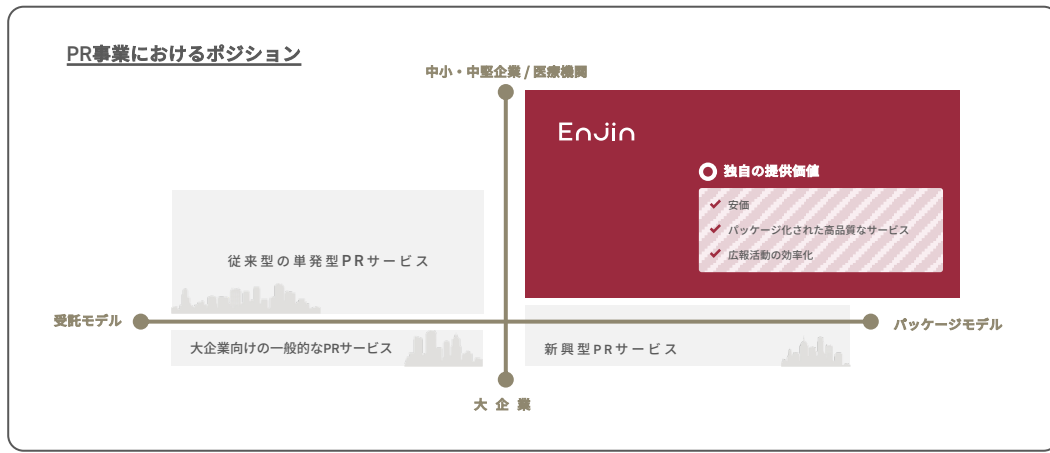 PR事業におけるポジション
中小・中堅企業 / 医療機関
Enjin
独自の提供価値
安価
パッケージ化された高品質なサービス
広報活動の効率化
従来型の単発型PRサービス
受託モデル
パッケージモデル
大企業向けの一般的なPRサービス
新興型PRサービス
大企業